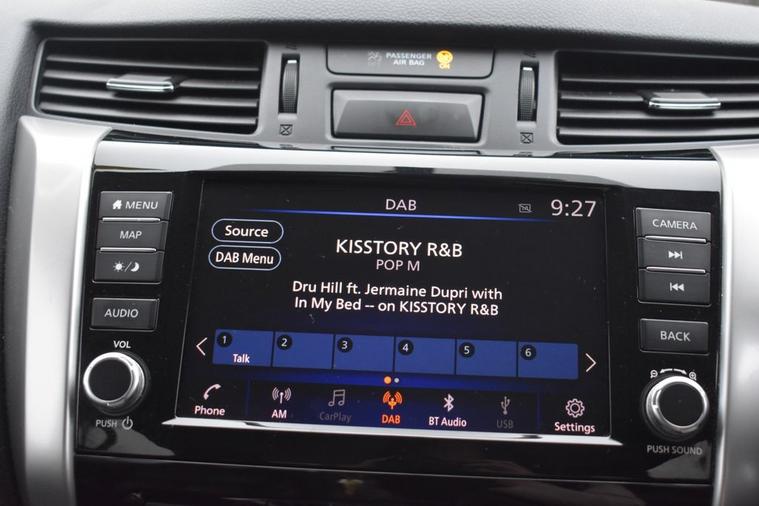 PASSENGER
AIR BAG
ON
DAB
9:27
MENU
MAP
AUDIO
VOL
PUSH
Source
DAB Menu
KISSTORY R&B
POP M
Dru Hill ft. Jermaine Dupri with
In My Bed -- on KISSTORY R&B
1
Talk
2
3
4
5
6
Phone
AM
CarPlay
DAB
BT Audio
USB
Settings
CAMERA
BACK
PUSH SOUND